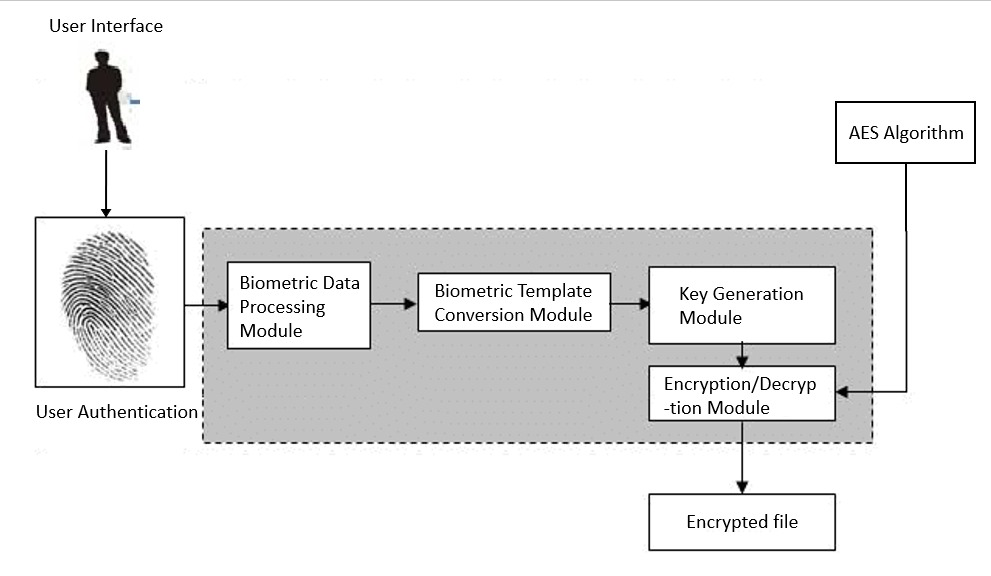 User Interface
AES Algorithm
Biometric Data
Processing
Module
Biometric Template
Conversion Module
Key Generation
Module
Encryption/Decryp
-tion Module
User Authentication
Encrypted file